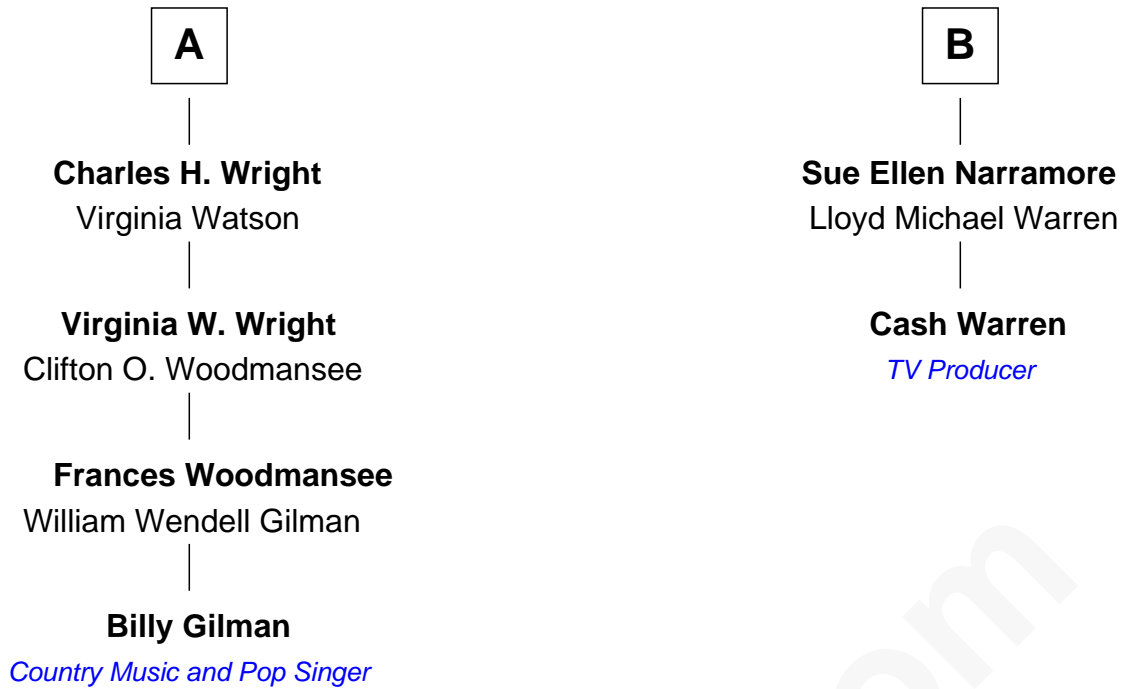 A
Charles H. Wright
Virginia Watson
Virginia W. Wright
Clifton O. Woodmansee
Frances Woodmansee
William Wendell Gilman
Billy Gilman
Country Music and Pop Singer
B
Sue Ellen Narramore
Lloyd Michael Warren
Cash Warren
TV Producer
om